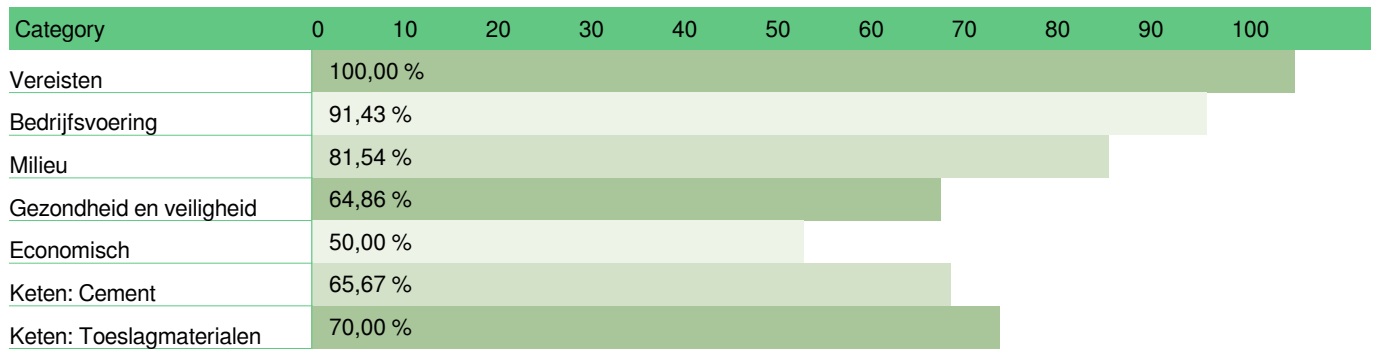 Category 0 10 20 30 40 50 60 70 80 90 100
Vereisten 100,00 %
Bedrijfsvoering 91,43 %
Milieu 81,54 %
Gezondheid en veiligheid 64,86 %
Economisch 50,00 %
Keten: Cement 65,67 %
Keten: Toeslagmaterialen 70,00 %